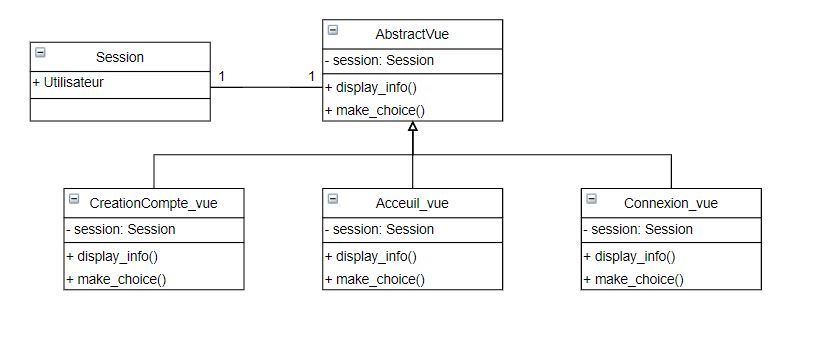 AbstractVue
- session: Session
+ display_info()
+ make_choice()
Session
+ Utilisateur
1
1
CreationCompte_vue
- session: Session
+ display_info()
+ make_choice()
Acceuil_vue
- session: Session
+ display_info()
+ make_choice()
Connexion_vue
- session: Session
+ display_info()
+ make_choice()